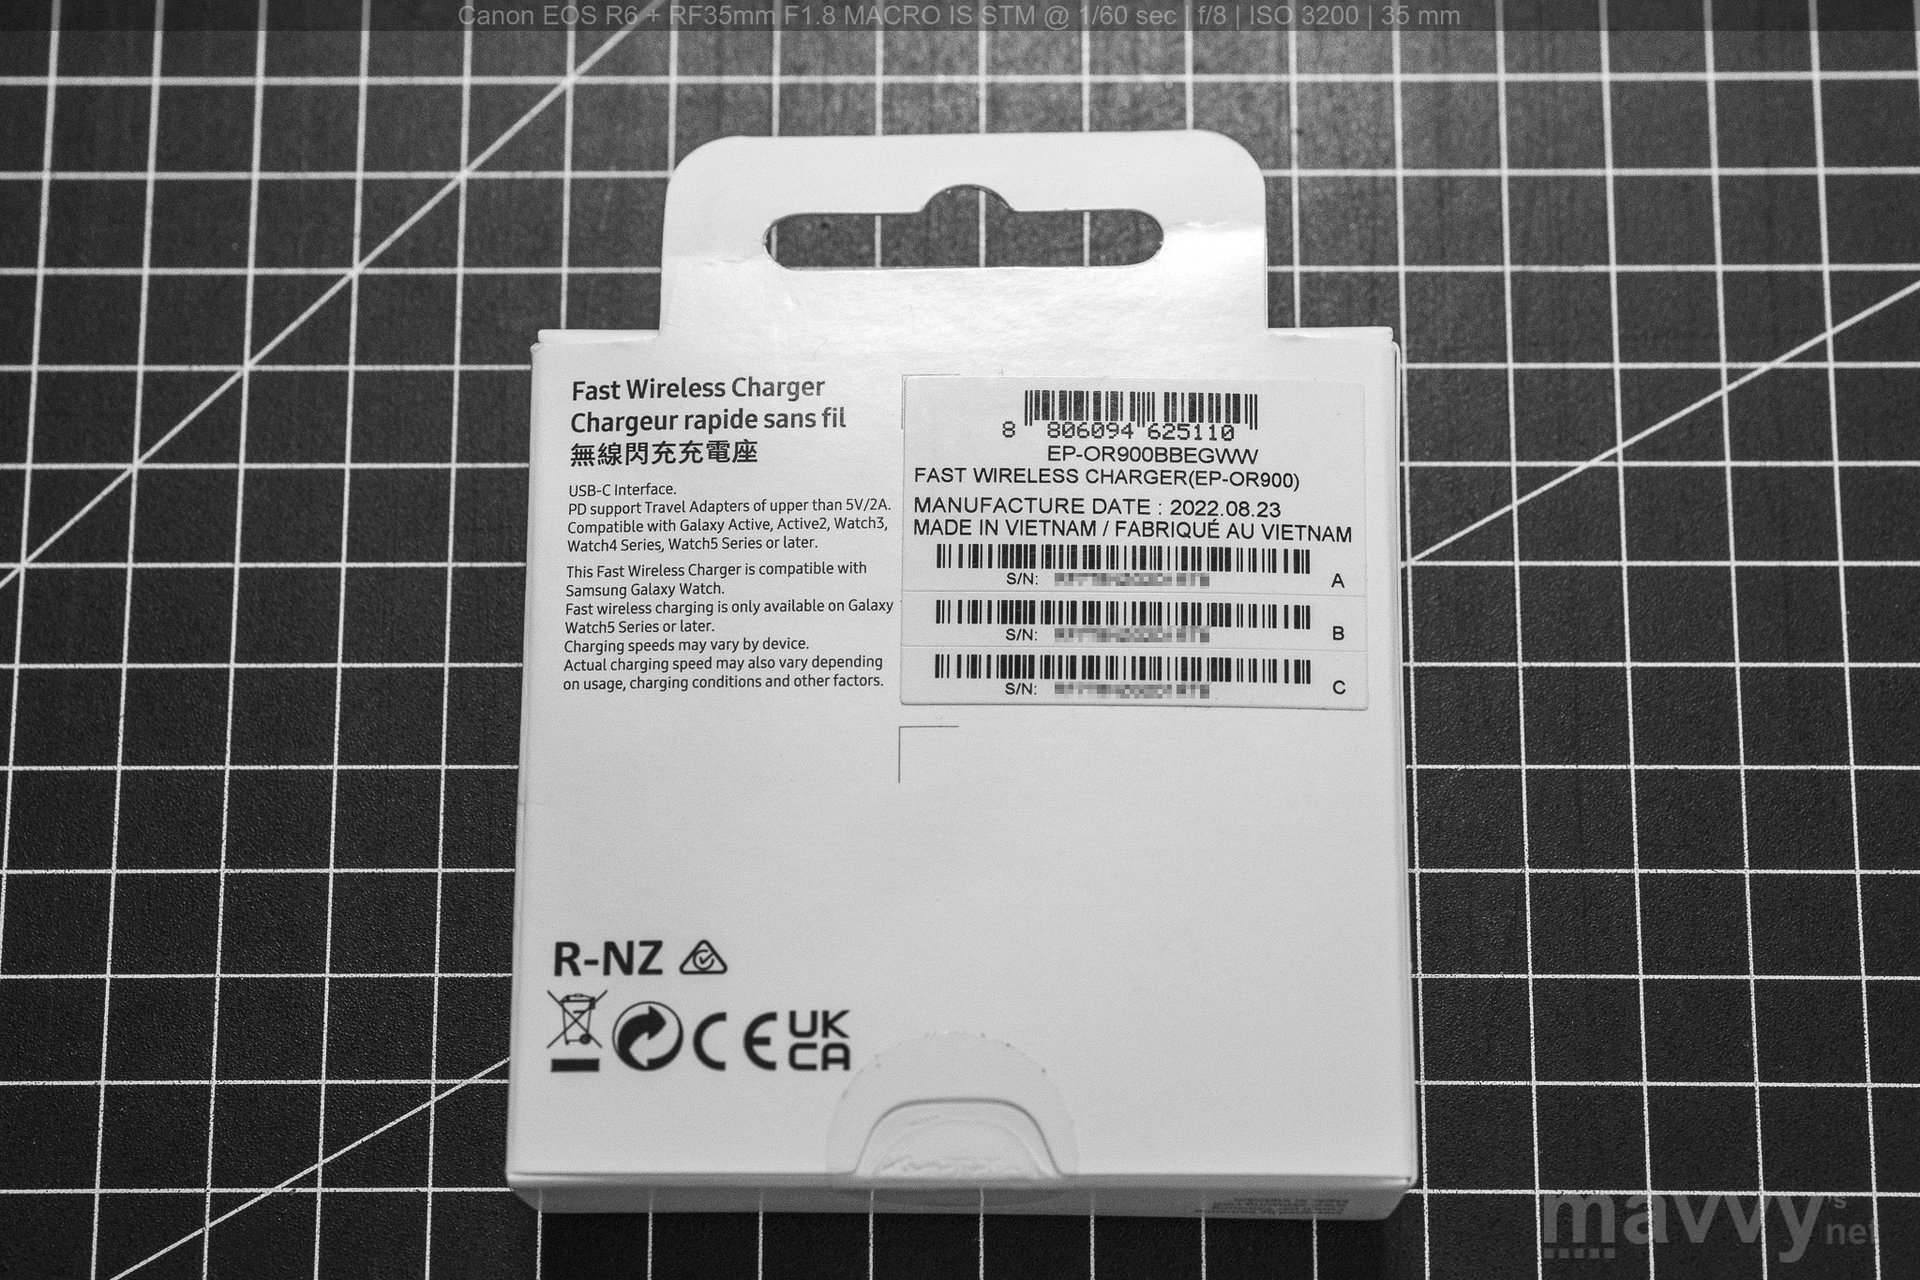 Canon EOS R6 + RF35mm F1.8 MACRO IS STM @ 1/60 sec | f/8 | ISO 3200 | 35 mm
Fast Wireless Charger
Chargeur rapide sans fil
無線閃充充電座
USB-C Interface.
PD support Travel Adapters of upper than 5V/2A.
Compatible with Galaxy Active, Active2, Watch3,
Watch4 Series, Watch5 Series or later.
This Fast Wireless Charger is compatible with
Samsung Galaxy Watch.
Fast wireless charging is only available on Galaxy
Watch5 Series or later.
Charging speeds may vary by device.
Actual charging speed may also vary depending
on usage, charging conditions and other factors.
8 806094 625110
EP-OR900BBEGWW
FAST WIRELESS CHARGER(EP-OR900)
MANUFACTURE DATE : 2022.08.23
MADE IN VIETNAM / FABRIQUÉ AU VIETNAM
S/N: A
S/N: B
S/N: C
R-NZ
CE UK
CA
mavvy's
net